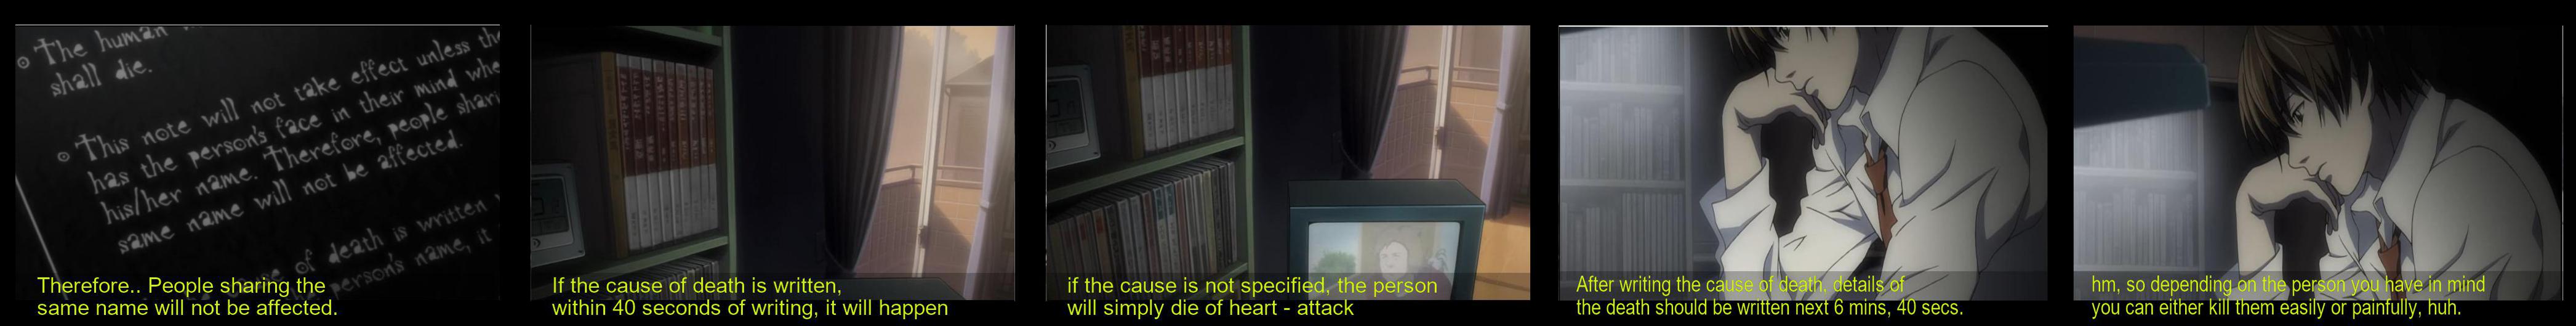 The human
shall die.
This note will not take effect unless
has the person's face in their mind
his/her name. Therefore, people
same name will not be affected.
of death is written
person's name, it
Therefore.. People sharing the
same name will not be affected.
If the cause of death is written,
within 40 seconds of writing, it will happen
if the cause is not specified, the person
will simply die of heart - attack
After writing the cause of death. details of
the death should be written next 6 mins, 40 secs.
hm, so depending on the person you have in mind
you can either kill them easily or painfully, huh.